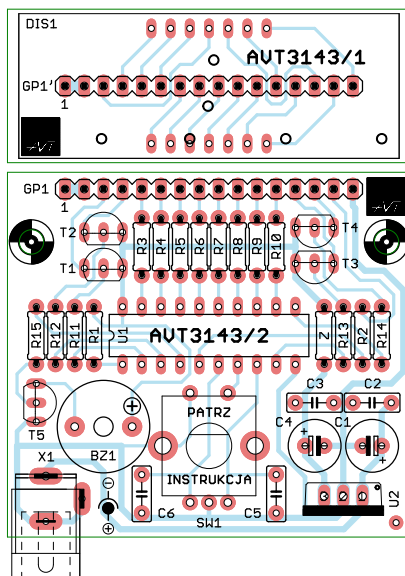 DIS1
AVT3143/1
GP1'
1
AVT
GP1
AVT
1
T2
T4
R3
R4
R5
R6
R7
R8
R9
R10
T1
T3
R15
R12
R11
R1
U1
AVT3143/2
Z
R13
R2
R14
C3
C2
PATRZ
T5
C4
C1
+
+
+
BZ1
X1
INSTRUKCJA
U2
C6
SW1
C5
+